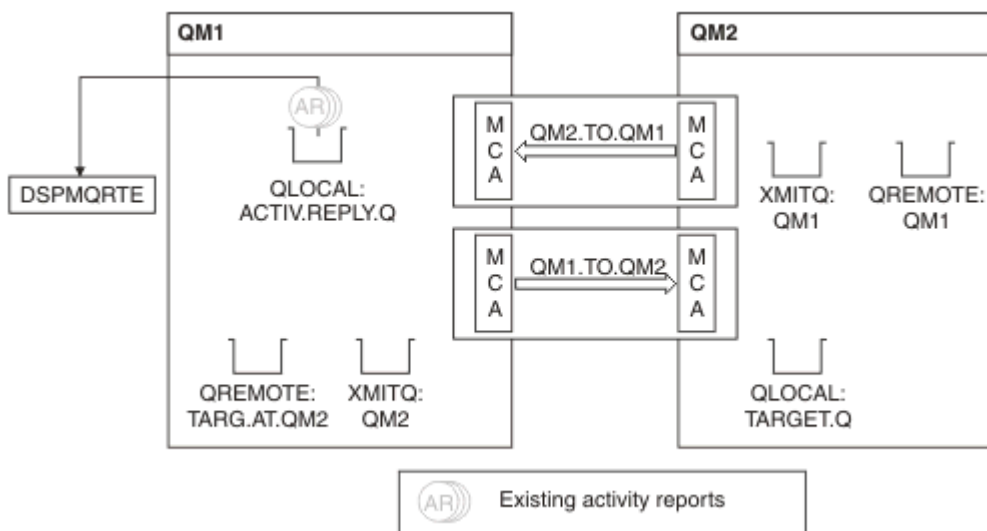 QM1
QM2
AR
M
C
A
QM2.TO.QM1
M
C
A
DSPMQRTE
QLOCAL:
ACTIV.REPLY.Q
XMITQ:
QM1
QREMOTE:
QM1
M
C
A
QM1.TO.QM2
M
C
A
QREMOTE:
TARG.AT.QM2
XMITQ:
QM2
QLOCAL:
TARGET.Q
AR
Existing activity reports